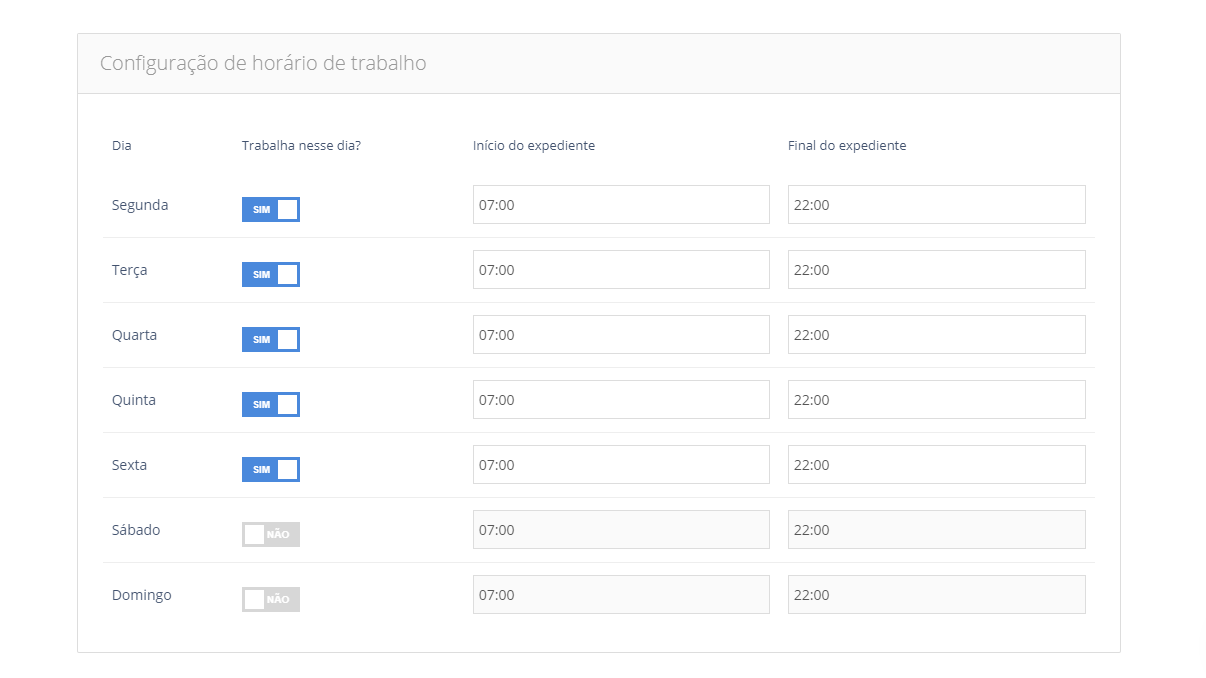 Configuração de horário de trabalho
Dia Trabalha nesse dia? Início do expediente Final do expediente
Segunda SIM 07:00 22:00
Terça SIM 07:00 22:00
Quarta SIM 07:00 22:00
Quinta SIM 07:00 22:00
Sexta SIM 07:00 22:00
Sábado NÃO 07:00 22:00
Domingo NÃO 07:00 22:00